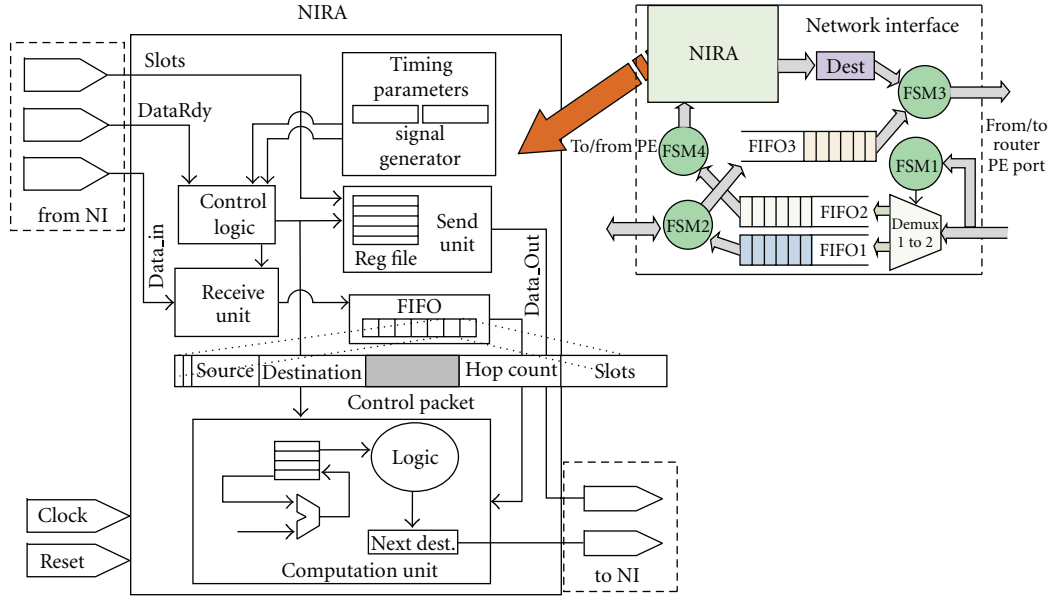 NIRA
Slots
DataRdy
from NI
Data_in
Timing
parameters
signal
generator
Control
logic
Reg file
Send
unit
Receive
unit
FIFO
Data_Out
Source
Destination
Hop count
Slots
Control packet
Logic
Next dest.
Computation unit
Clock
Reset
to NI
Network interface
NIRA
Dest
FSM3
To/from PE
FSM4
FIFO3
FSM1
From/to
router
PE port
FSM2
FIFO2
FIFO1
Demux
1 to 2